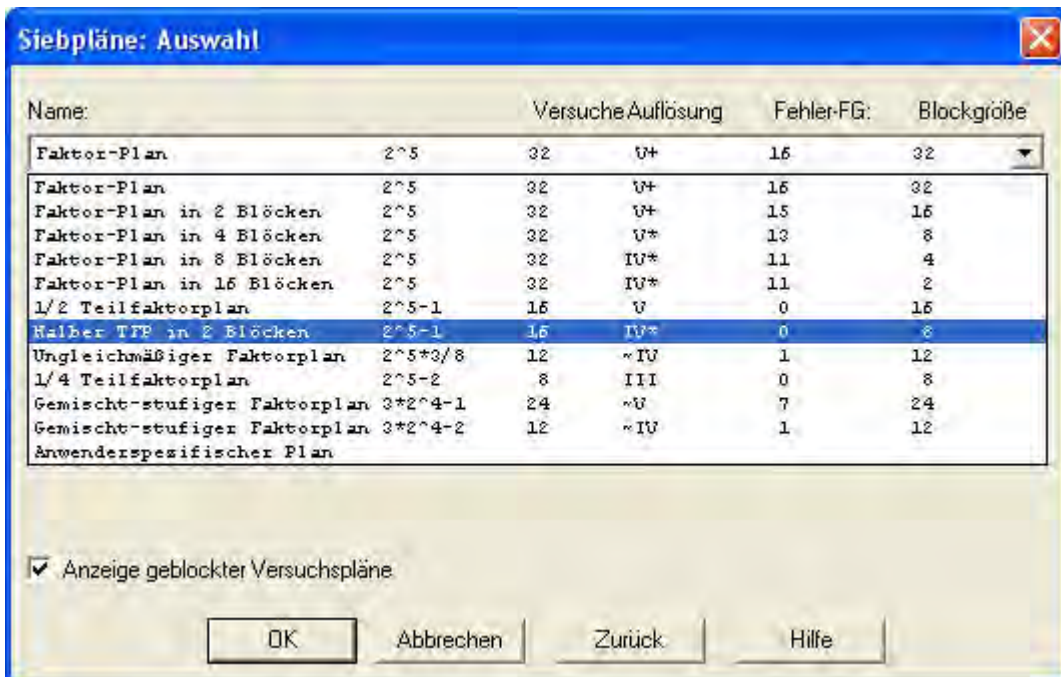 Siebpläne: Auswahl
Name: Versuche Auflösung Fehler-FG: Blockgröße
Faktor-Plan 2^5 32 V+ 16 32
Faktor-Plan 2^5 32 V+ 16 32
Faktor-Plan in 2 Blöcken 2^5 32 V+ 15 16
Faktor-Plan in 4 Blöcken 2^5 32 V* 13 8
Faktor-Plan in 8 Blöcken 2^5 32 IV* 11 4
Faktor-Plan in 16 Blöcken 2^5 32 IV* 11 2
1/2 Teilfaktorplan 2^5-1 16 V 0 16
Halber TFP in 2 Blöcken 2^5-1 16 IV* 0 8
Ungleichmäßiger Faktorplan 2^5*3/8 12 ~IV 1 12
1/4 Teilfaktorplan 2^5-2 8 III 0 8
Gemischt-stufiger Faktorplan 3*2^4-1 24 ~V 7 24
Gemischt-stufiger Faktorplan 3*2^4-2 12 ~IV 1 12
Anwenderspezifischer Plan
Anzeige geblockter Versuchspläne
OK Abbrechen Zurück Hilfe